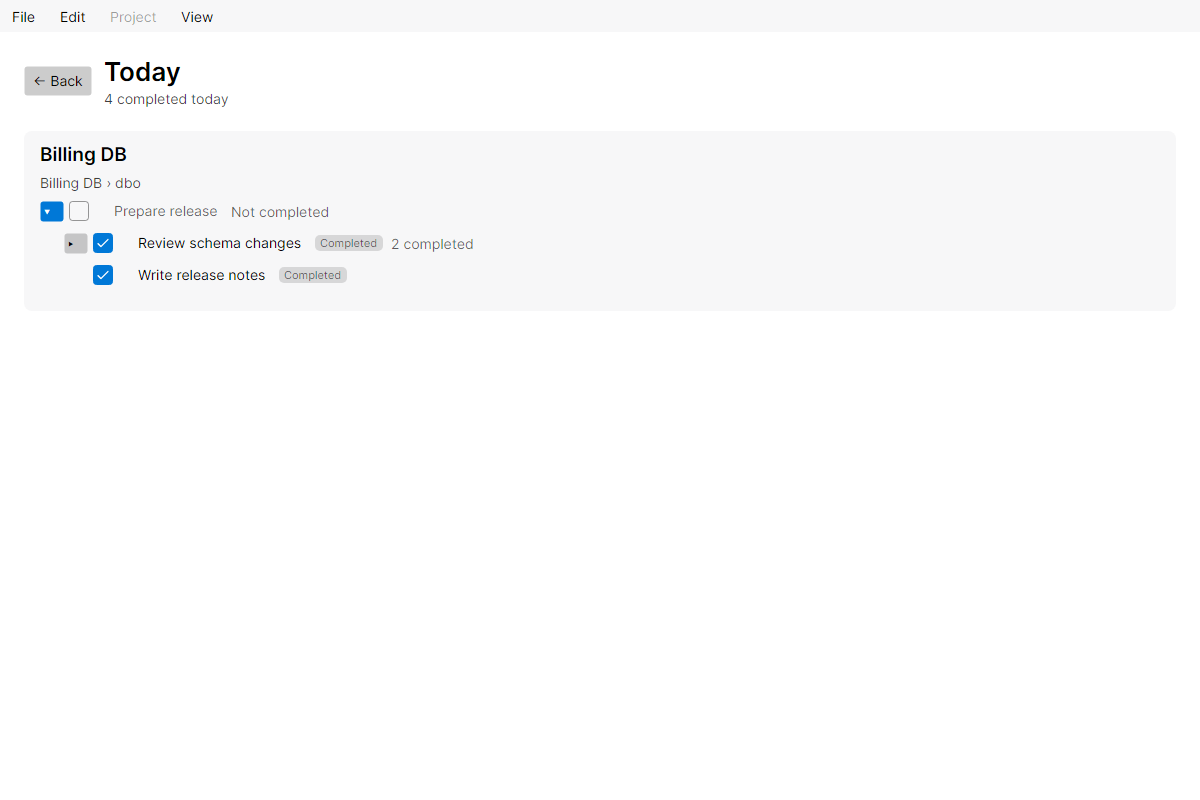 File Edit Project View
← Back
Today
4 completed today
Billing DB
Billing DB › dbo
Prepare release Not completed
Review schema changes Completed 2 completed
Write release notes Completed